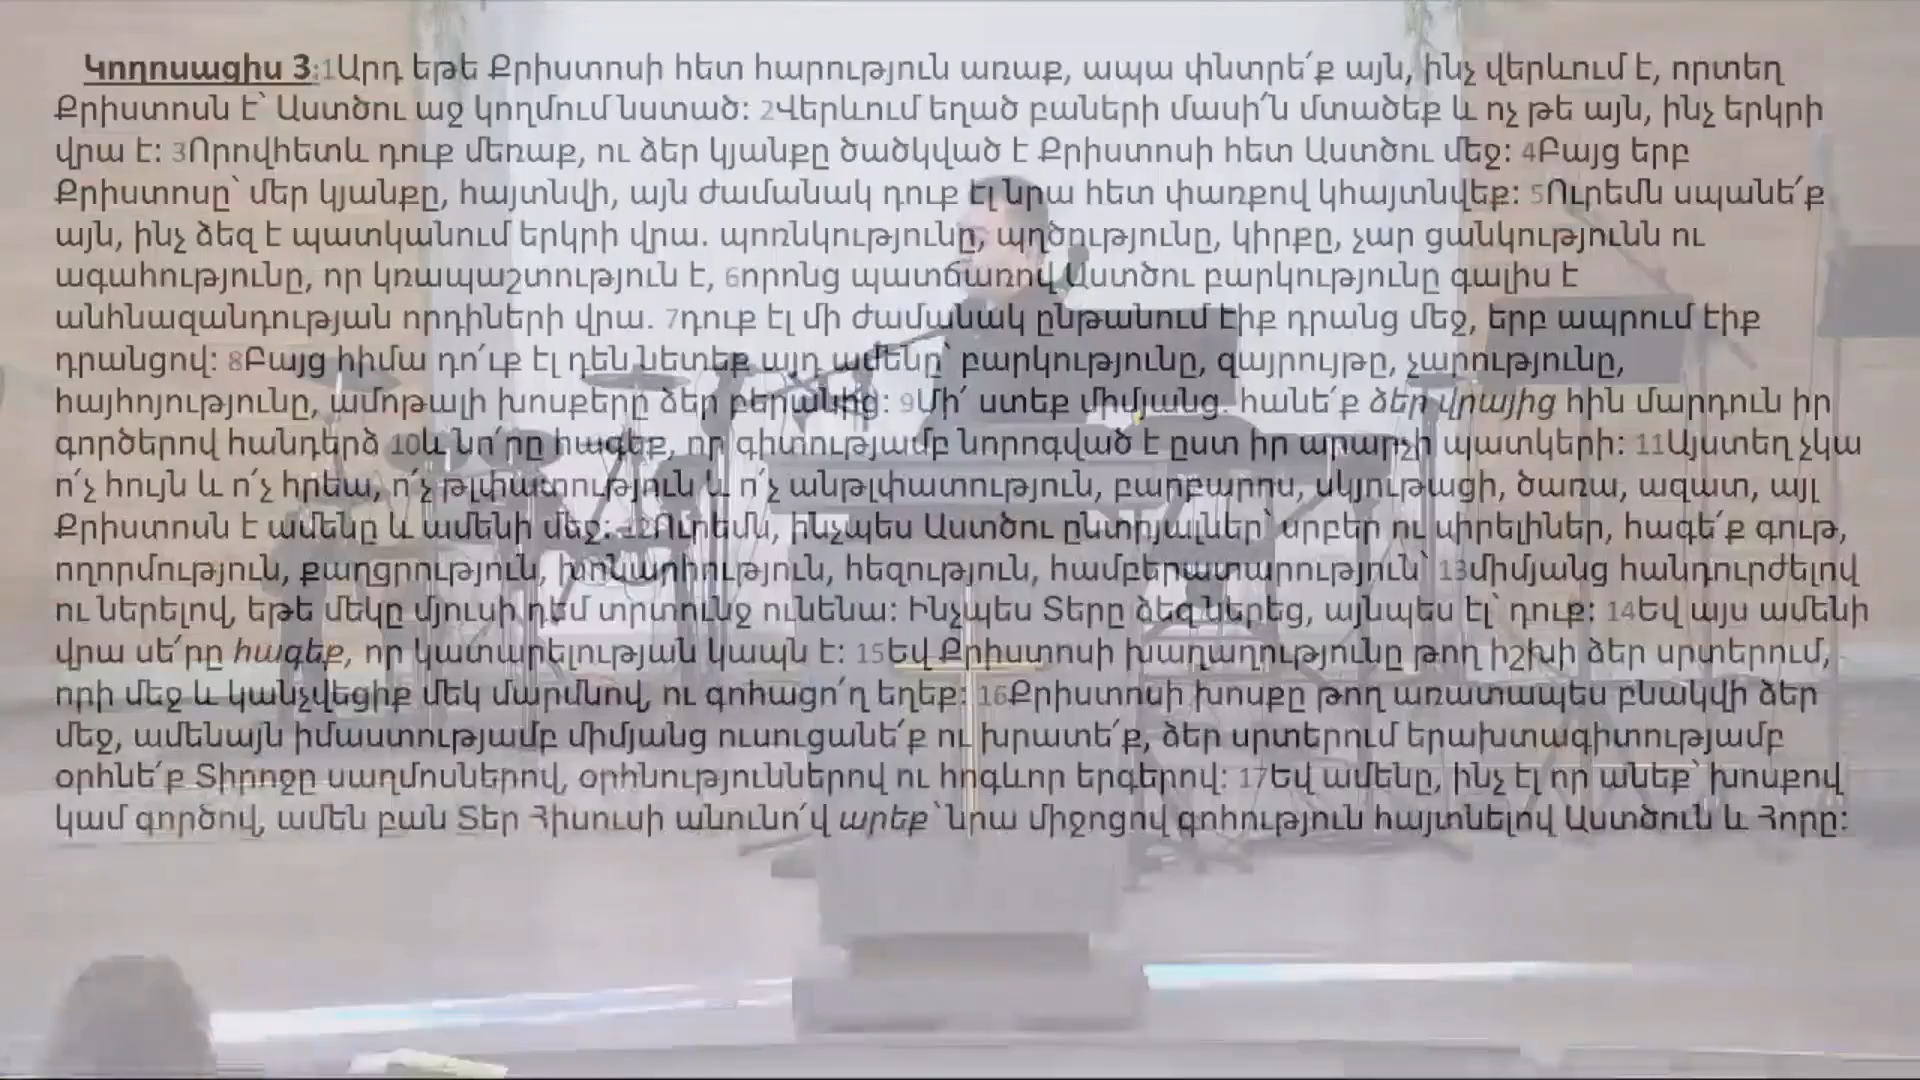 Կողոսացիս 3:1Արդ եթե Քրիստոսի հետ հարություն առաք, ապա փնտրե՛ք այն, ինչ վերևում է, որտեղ
Քրիստոսն է՝ Աստծու աջ կողմում նստած: 2Վերևում եղած բաների մասի՛ն մտածեք և ոչ թե այն, ինչ երկրի
վրա է: 3Որովհետև դուք մեռաք, ու ձեր կյանքը ծածկված է Քրիստոսի հետ Աստծու մեջ: 4Բայց երբ
Քրիստոսը՝ մեր կյանքը, հայտնվի, այն ժամանակ դուք էլ նրա հետ փառքով կհայտնվեք: 5Ուրեմն սպանե՛ք
այն, ինչ ձեզ է պատկանում երկրի վրա. պոռնկությունը, պղծությունը, կիրքը, չար ցանկությունն ու
ագահությունը, որ կռապաշտություն է, 6որոնց պատճառով Աստծու բարկությունը գալիս է
անհնազանդության որդիների վրա. 7դուք էլ մի ժամանակ ընթանում էիք դրանց մեջ, երբ ապրում էիք
դրանցով: 8Բայց հիմա դո՛ւք էլ դեն նետեք այդ ամենը՝ բարկությունը, զայրույթը, չարությունը,
հայհոյությունը, ամոթալի խոսքերը ձեր բերանից: 9Մի՛ ստեք միմյանց. հանե՛ք ձեր վրայից հին մարդուն իր
գործերով հանդերձ 10և նո՛րը հագեք, որ գիտությամբ նորոգված է ըստ իր արարչի պատկերի: 11Այստեղ չկա
ո՛չ հույն և ո՛չ հրեա, ո՛չ թլփատություն և ո՛չ անթլփատություն, բարբարոս, սկյութացի, ծառա, ազատ, այլ
Քրիստոսն է ամենը և ամենի մեջ: 12Ուրեմն, ինչպես Աստծու ընտրյալներ՝ սրբեր ու սիրելիներ, հագե՛ք գութ,
ողորմություն, քաղցրություն, խոնարհություն, հեզություն, համբերատարություն՝ 13միմյանց հանդուրժելով
ու ներելով, եթե մեկը մյուսի դեմ տրտունջ ունենա: Ինչպես Տերը ձեզ ներեց, այնպես էլ՝ դուք: 14Եվ այս ամենի
վրա սե՛րը հագեք, որ կատարելության կապն է: 15Եվ Քրիստոսի խաղաղությունը թող իշխի ձեր սրտերում,
որի մեջ և կանչվեցիք մեկ մարմնով, ու գոհացո՛ղ եղեք: 16Քրիստոսի խոսքը թող առատապես բնակվի ձեր
մեջ, ամենայն իմաստությամբ միմյանց ուսուցանե՛ք ու խրատե՛ք, ձեր սրտերում երախտագիտությամբ
օրհնե՛ք Տիրոջը սաղմոսներով, օրհնություններով ու հոգևոր երգերով: 17Եվ ամենը, ինչ էլ որ անեք՝ խոսքով
կամ գործով, ամեն բան Տեր Հիսուսի անունո՛վ արեք՝ նրա միջոցով գոհություն հայտնելով Աստծուն և Հորը: